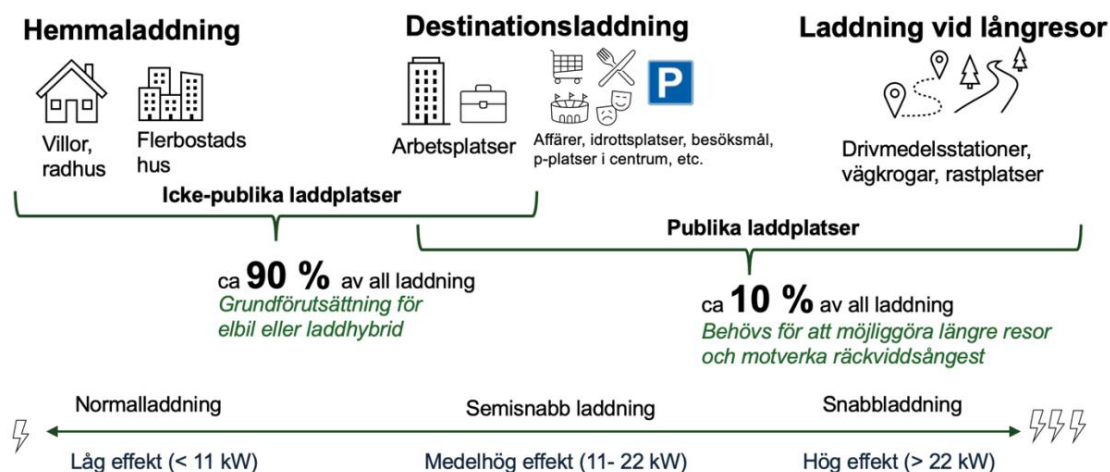 Hemmaladdning
Destinationsladdning
Laddning vid långresor
P
Villor,
radhus
Flerbostads
hus
Arbetsplatser
Affärer, idrottsplatser, besöksmål,
p-platser i centrum, etc.
Drivmedelsstationer,
vägkrogar, rastplatser
Icke-publika laddplatser
Publika laddplatser
ca 90 % av all laddning
Grundförutsättning för
elbil eller laddhybrid
ca 10 % av all laddning
Behövs för att möjliggöra längre resor
och motverka räckviddsångest
Normalladdning
Semisnabb laddning
Snabbladdning
Låg effekt (< 11 kW)
Medelhög effekt (11- 22 kW)
Hög effekt (> 22 kW)